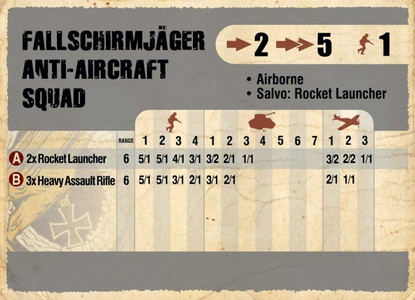 FALLSCHIRMJÄGER
ANTI-AIRCRAFT
SQUAD
2 5 1
• Airborne
• Salvo: Rocket Launcher
RANGE 1 2 3 4 1 2 3 4 5 6 7 1 2 3
A 2x Rocket Launcher 6 5/1 5/1 4/1 3/1 3/2 2/1 1/1 3/2 2/2 1/1
B 3x Heavy Assault Rifle 6 5/1 5/1 3/1 2/1 3/1 2/1 2/1 1/1